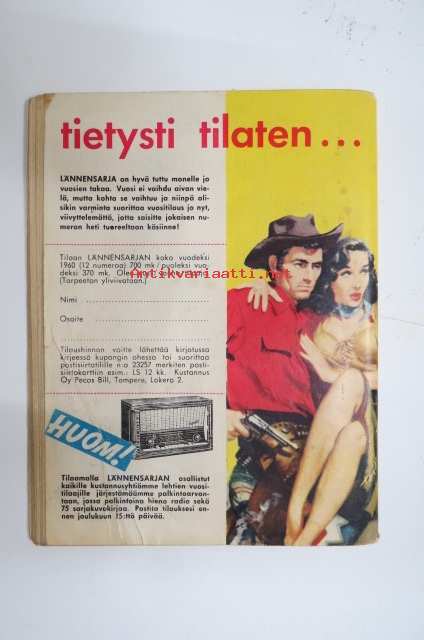 tietysti tilaten...
LÄNNENSARJA on hyvä tuttu monelle jo
vuosien takaa. Vuosi ei vaihdu aivan vie-
lä, mutta kohta se vaihtuu ja niinpä oli-
sikin varminta suorittaa vuositilaus jo nyt,
viivyttelemättä, jotta saisitte jokaisen nu-
meron heti tuoreeltaan käsiinne!
Tilaan LÄNNENSARJAN koko vuodeksi
1960 (12 numeroa) 700 mk / puoleksi vuo-
deksi 370 mk. Olen
Antikvariaatti.net
(Tarpeeton yliviivataan.)
Nimi
Osoite
Tilaushinnan voitte lähettää kirjatussa
kirjeessä kupongin ohessa tai suorittaa
postisiirtotilille n:o 23257 merkiten posti-
siirtokorttiin esim.: LS 12 kk. Kustannus
Oy Pecos Bill, Tampere, Lokero 2.
HUOM!
Tilaamalla LÄNNENSARJAN osallistut
kaikille kustannusyhtiömme lehtien vuosi-
tilaajille järjestämäämme palkintoarvon-
taan, jossa palkintoina hieno radio sekä
75 sarjakuvakirjaa. Postita tilauksesi en-
nen joulukuun 15:ttä päivää.